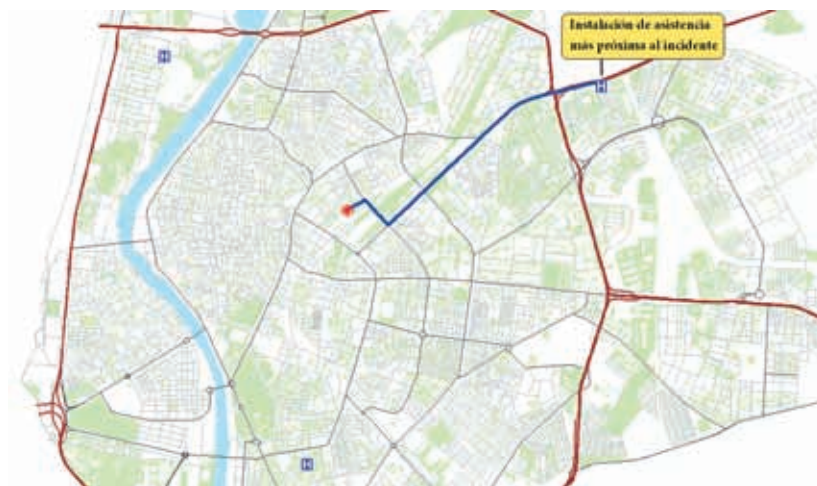 Instalación de asistencia
más próxima al incidente
H
H
H